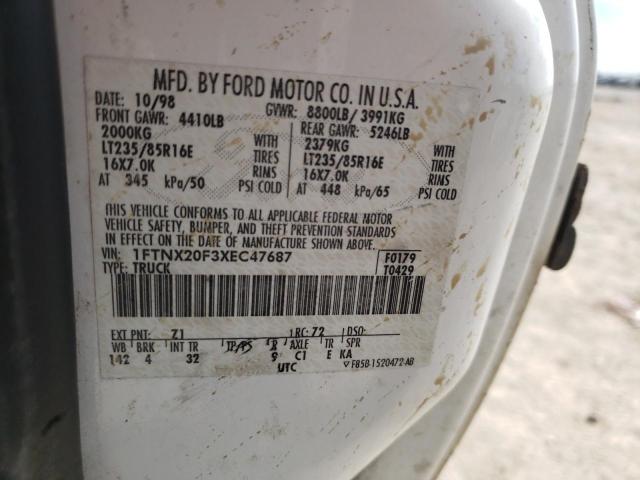 MFD. BY FORD MOTOR CO. IN U.S.A.
DATE: 10/98 GVWR: 8800LB/ 3991KG
FRONT GAWR: 4410LB REAR GAWR: 5246LB
2000KG WITH 2379KG WITH
LT235/85R16E TIRES LT235/85R16E TIRES
16X7.0K RIMS 16X7.0K RIMS
AT 345 kPa/50 PSI COLD AT 448 kPa/65 PSI COLD
THIS VEHICLE CONFORMS TO ALL APPLICABLE FEDERAL MOTOR
VEHICLE SAFETY, BUMPER, AND THEFT PREVENTION STANDARDS
IN EFFECT ON THE DATE OF MANUFACTURE SHOWN ABOVE.
VIN: 1FTNX20F3XEC47687 F0179
TYPE: TRUCK T0429
EXT PNT: Z1 RC: 72 DSO:
WB BRK INT TR TP/PS R AXLE TR SPR
142 4 32 9 C1 E KA
UTC F85B-1520472-AB